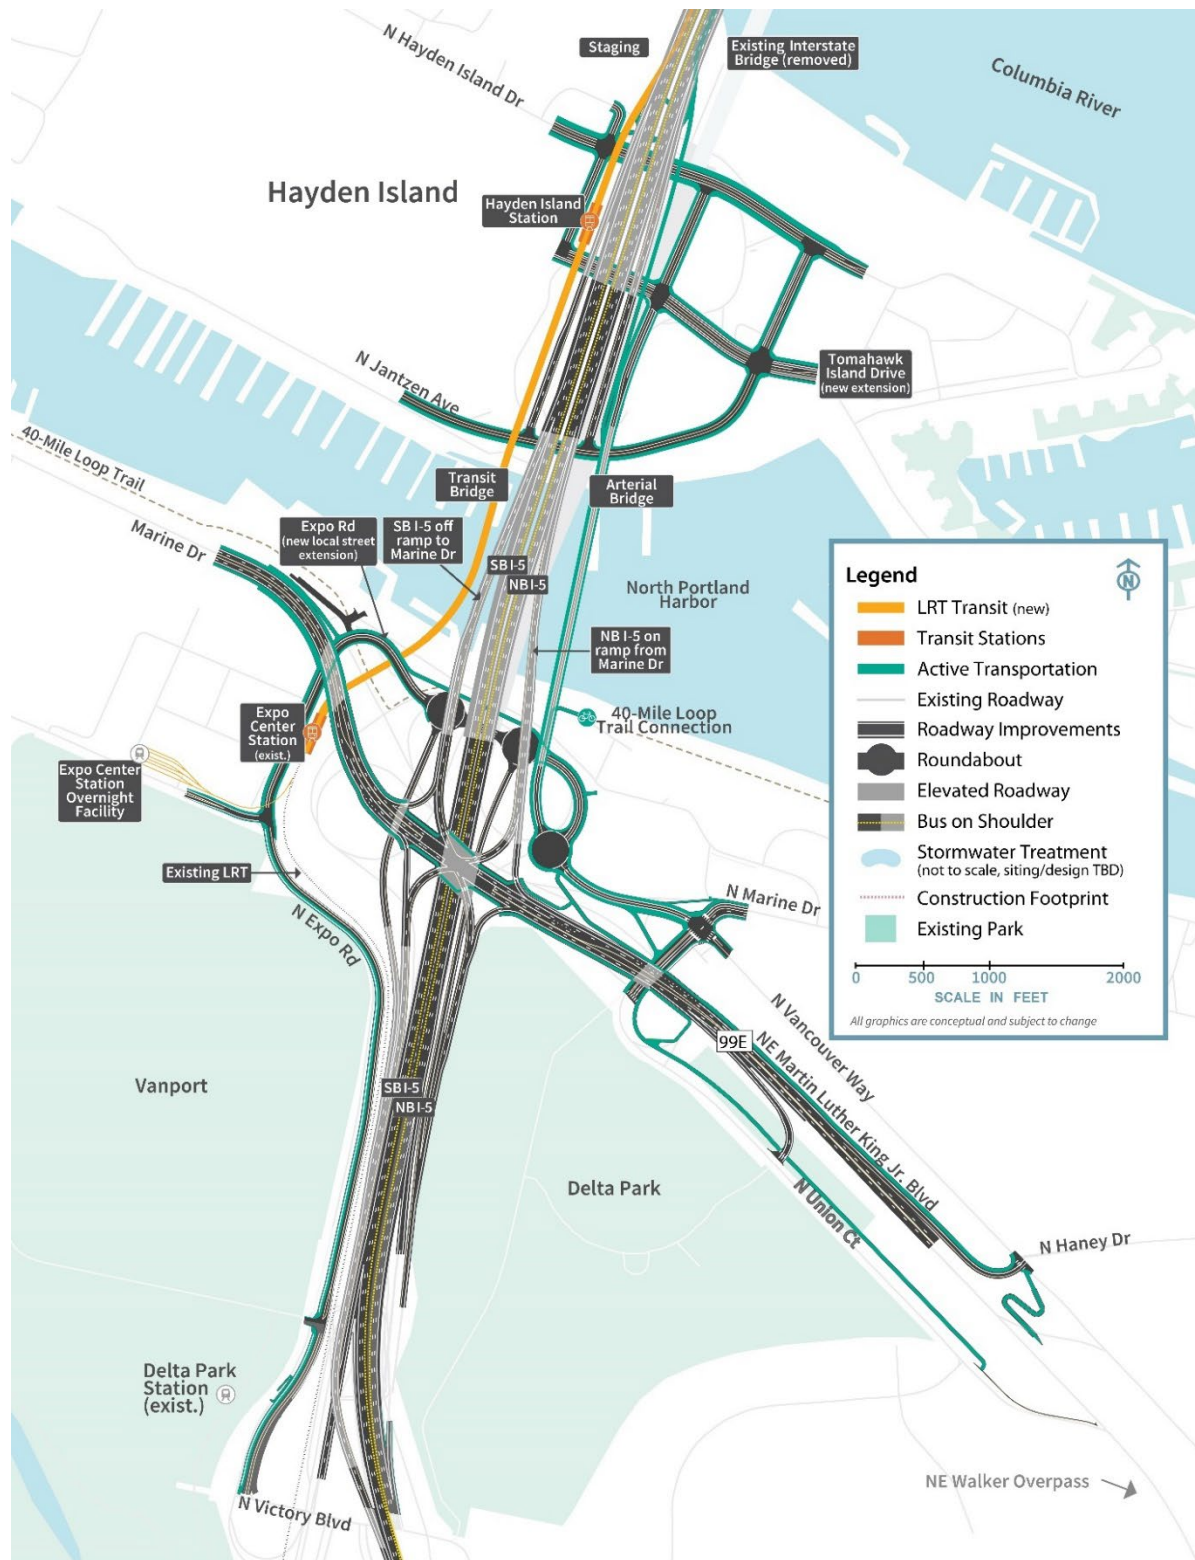 Staging
Existing Interstate
Bridge (removed)
N Hayden Island Dr
Columbia River
Hayden Island
Hayden Island
Station
N Jantzen Ave
Tomahawk
Island Drive
(new extension)
40-Mile Loop Trail
Transit
Bridge
Arterial
Bridge
Marine Dr
Expo Rd
(new local street
extension)
SB I-5 off
ramp to
Marine Dr
SB I-5
NB I-5
North Portland
Harbor
NB I-5 on
ramp from
Marine Dr
Expo
Center
Station
(exist.)
40-Mile Loop
Trail Connection
Expo Center
Station
Overnight
Facility
Existing LRT
N Expo Rd
N Marine Dr
N Vancouver Way
99E
NE Martin Luther King Jr. Blvd
Vanport
SB I-5
NB I-5
Delta Park
N Union Ct
N Haney Dr
Delta Park
Station
(exist.)
N Victory Blvd
NE Walker Overpass
Legend
N
LRT Transit (new)
Transit Stations
Active Transportation
Existing Roadway
Roadway Improvements
Roundabout
Elevated Roadway
Bus on Shoulder
Stormwater Treatment
(not to scale, siting/design TBD)
Construction Footprint
Existing Park
0 500 1000 2000
SCALE IN FEET
All graphics are conceptual and subject to change